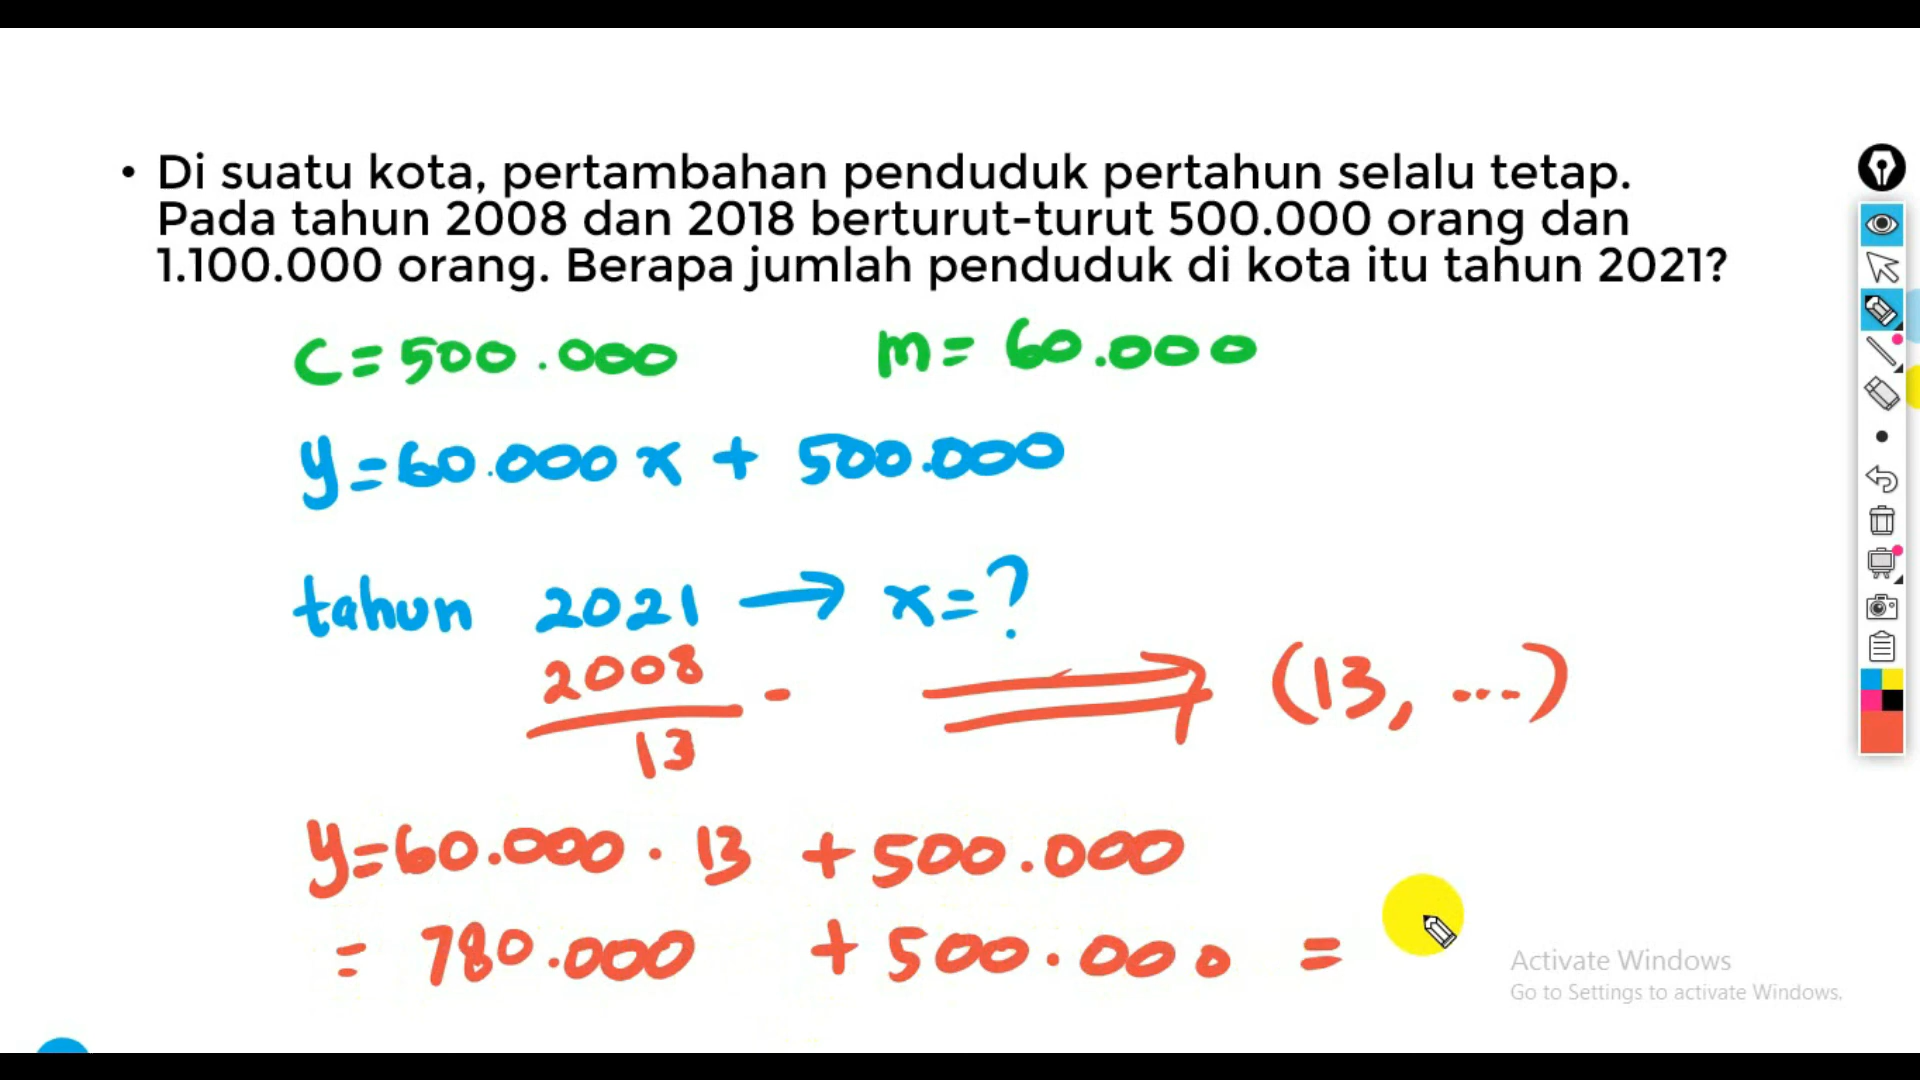 • Di suatu kota, pertambahan penduduk pertahun selalu tetap.
Pada tahun 2008 dan 2018 berturut-turut 500.000 orang dan
1.100.000 orang. Berapa jumlah penduduk di kota itu tahun 2021?
C = 500.000 m = 60.000
y = 60.000 x + 500.000
tahun 2021 → x = ?
2008 -
13
⇒ (13, ...)
y = 60.000 . 13 + 500.000
= 780.000 + 500.000 =
Activate Windows
Go to Settings to activate Windows.